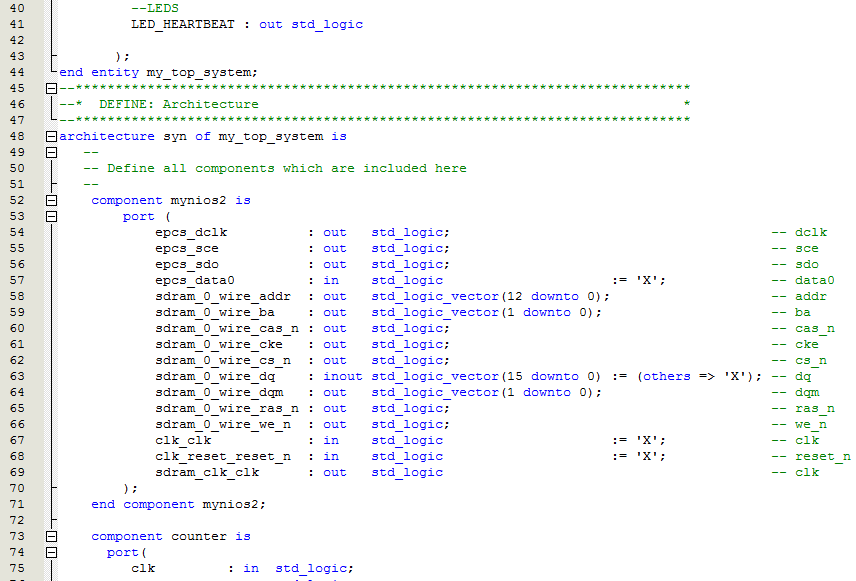 40 --LEDS
41 LED_HEARTBEAT : out std_logic
42
43 );
44 end entity my_top_system;
45 --*****************************************************************************
46 --* DEFINE: Architecture *
47 --*****************************************************************************
48 architecture syn of my_top_system is
49 --
50 -- Define all components which are included here
51 --
52 component mynios2 is
53 port (
54 epcs_dclk : out std_logic; -- dclk
55 epcs_sce : out std_logic; -- sce
56 epcs_sdo : out std_logic; -- sdo
57 epcs_data0 : in std_logic := 'X'; -- data0
58 sdram_0_wire_addr : out std_logic_vector(12 downto 0); -- addr
59 sdram_0_wire_ba : out std_logic_vector(1 downto 0); -- ba
60 sdram_0_wire_cas_n : out std_logic; -- cas_n
61 sdram_0_wire_cke : out std_logic; -- cke
62 sdram_0_wire_cs_n : out std_logic; -- cs_n
63 sdram_0_wire_dq : inout std_logic_vector(15 downto 0) := (others => 'X'); -- dq
64 sdram_0_wire_dqm : out std_logic_vector(1 downto 0); -- dqm
65 sdram_0_wire_ras_n : out std_logic; -- ras_n
66 sdram_0_wire_we_n : out std_logic; -- we_n
67 clk_clk : in std_logic := 'X'; -- clk
68 clk_reset_reset_n : in std_logic := 'X'; -- reset_n
69 sdram_clk_clk : out std_logic -- clk
70 );
71 end component mynios2;
72
73 component counter is
74 port(
75 clk : in std_logic;